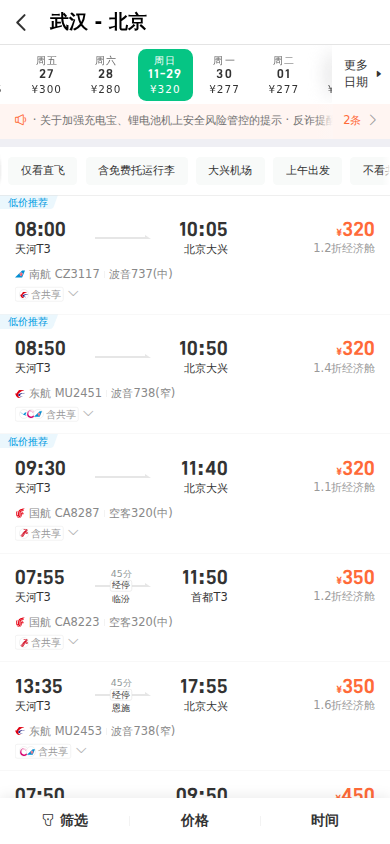 武汉 - 北京
周五 周六 周日 周一 周二
27 28 11-29 30 01
¥300 ¥280 ¥320 ¥277 ¥277
更多日期
· 关于加强充电宝、锂电池机上安全风险管控的提示 · 反诈提醒 2条
仅看直飞 含免费托运行李 大兴机场 上午出发 不看
低价推荐
08:00 10:05 ¥320
天河T3 北京大兴 1.2折经济舱
南航 CZ3117 波音737(中)
含共享
低价推荐
08:50 10:50 ¥320
天河T3 北京大兴 1.4折经济舱
东航 MU2451 波音738(窄)
含共享
低价推荐
09:30 11:40 ¥320
天河T3 北京大兴 1.1折经济舱
国航 CA8287 空客320(中)
含共享
45分
07:55 经停 11:50 ¥350
天河T3 临汾 首都T3 1.2折经济舱
国航 CA8223 空客320(中)
含共享
45分
13:35 经停 17:55 ¥350
天河T3 恩施 北京大兴 1.6折经济舱
东航 MU2453 波音738(窄)
含共享
07:50 09:50 ¥450
筛选 价格 时间